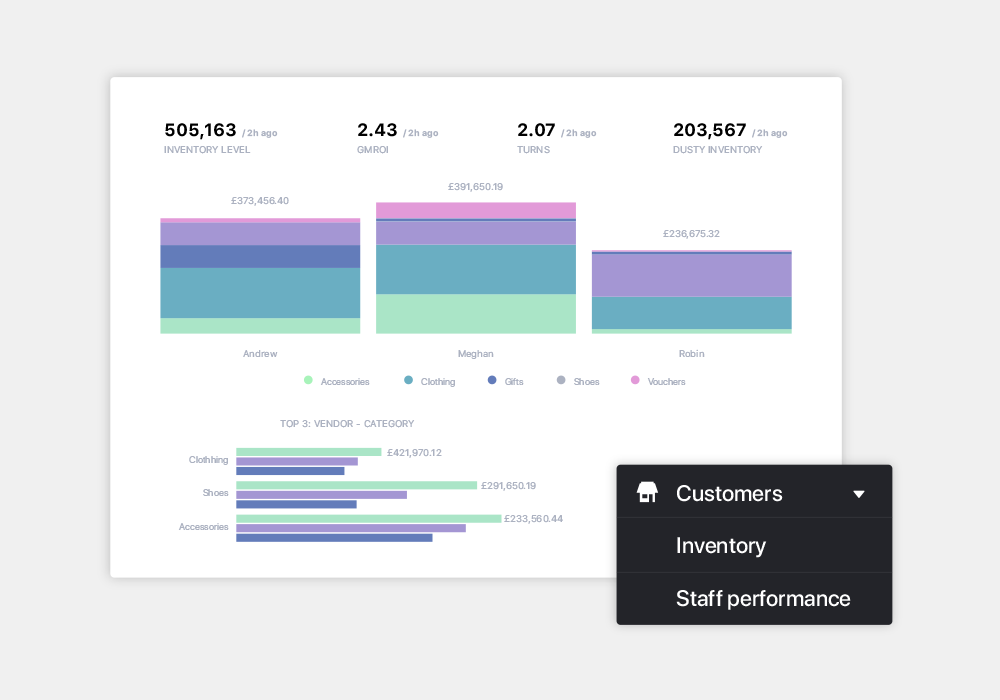 505,163 / 2h ago 2.43 / 2h ago 2.07 / 2h ago 203,567 / 2h ago
INVENTORY LEVEL GMROI TURNS DUSTY INVENTORY
£391,650.19
£373,456.40
£236,675.32
Andrew Meghan Robin
Accessories Clothing Gifts Shoes Vouchers
TOP 3: VENDOR - CATEGORY
£421,970.12
Clothhing
£291,650.19
Shoes
£233,560.44
Accessories
Customers
Inventory
Staff performance